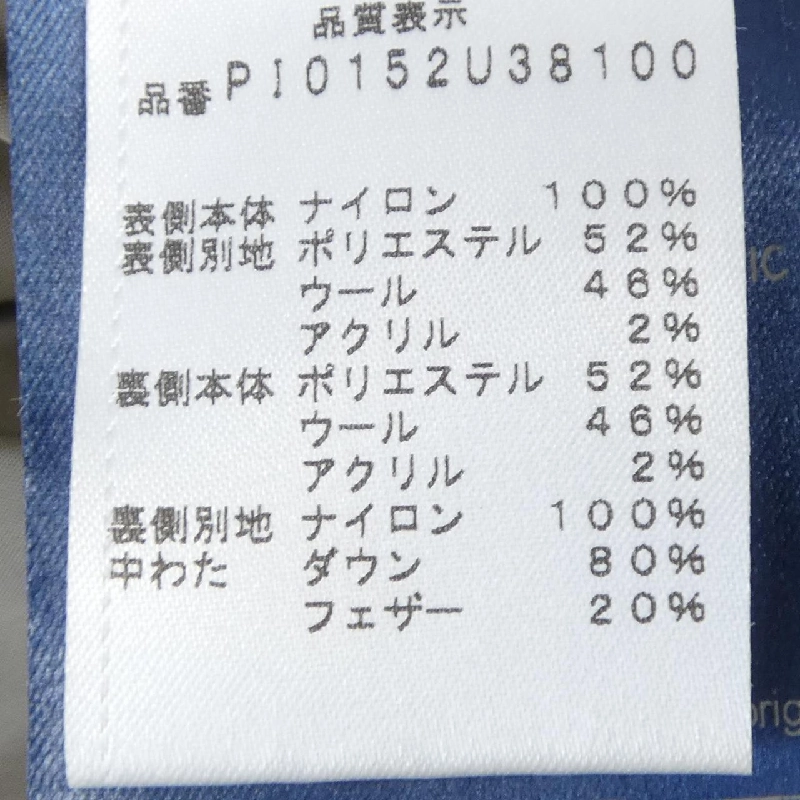 品質表示
品番 PI0152U38100
表側本体 ナイロン 100%
表側別地 ポリエステル 52%
ウール 46%
アクリル 2%
裏側本体 ポリエステル 52%
ウール 46%
アクリル 2%
裏側別地 ナイロン 100%
中わた ダウン 80%
フェザー 20%
IC
orig